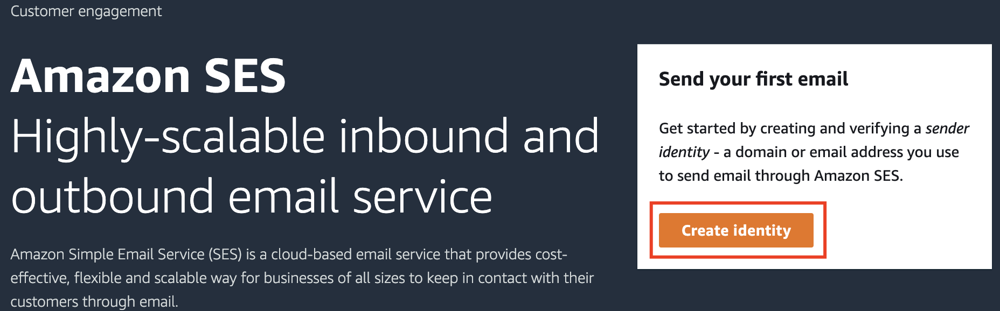 Customer engagement
Amazon SES
Highly-scalable inbound and
outbound email service
Amazon Simple Email Service (SES) is a cloud-based email service that provides cost-
effective, flexible and scalable way for businesses of all sizes to keep in contact with their
customers through email.
Send your first email
Get started by creating and verifying a sender
identity - a domain or email address you use
to send email through Amazon SES.
Create identity